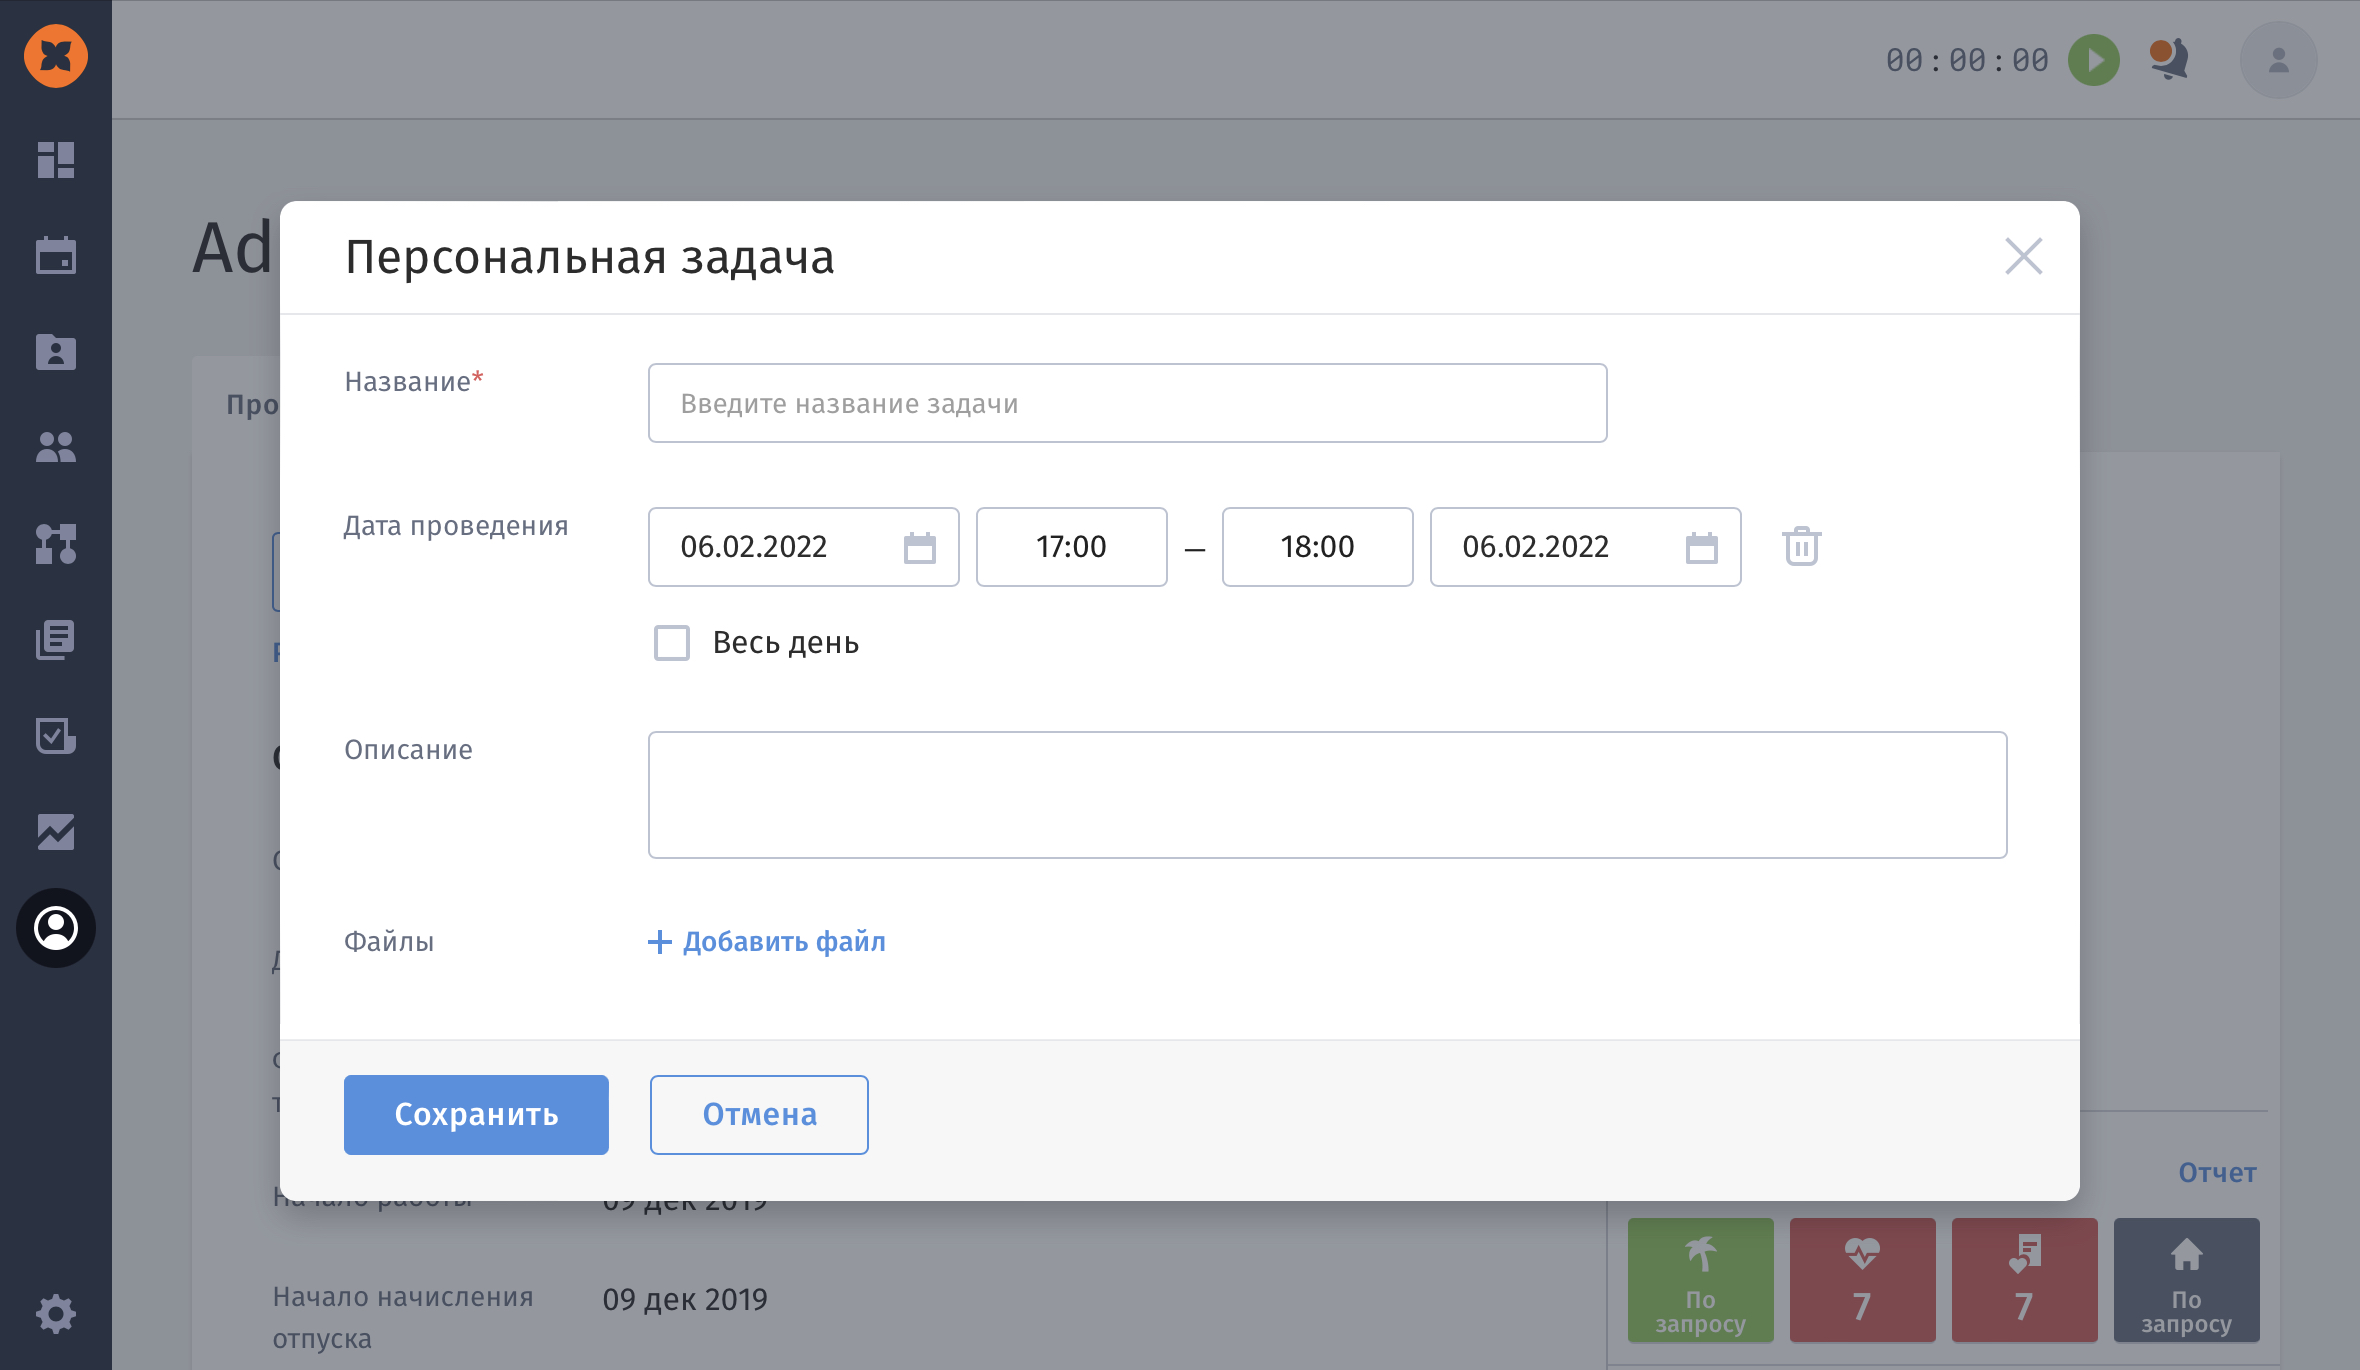 00:00:00
Ad
Персональная задача
Про
Название*
Введите название задачи
Дата проведения
06.02.2022
17:00
–
18:00
06.02.2022
Весь день
Описание
Файлы
+ Добавить файл
Сохранить
Отмена
Отчет
Начало работы
09 дек 2019
Начало начисления
отпуска
09 дек 2019
По
запросу
7
7
По
запросу